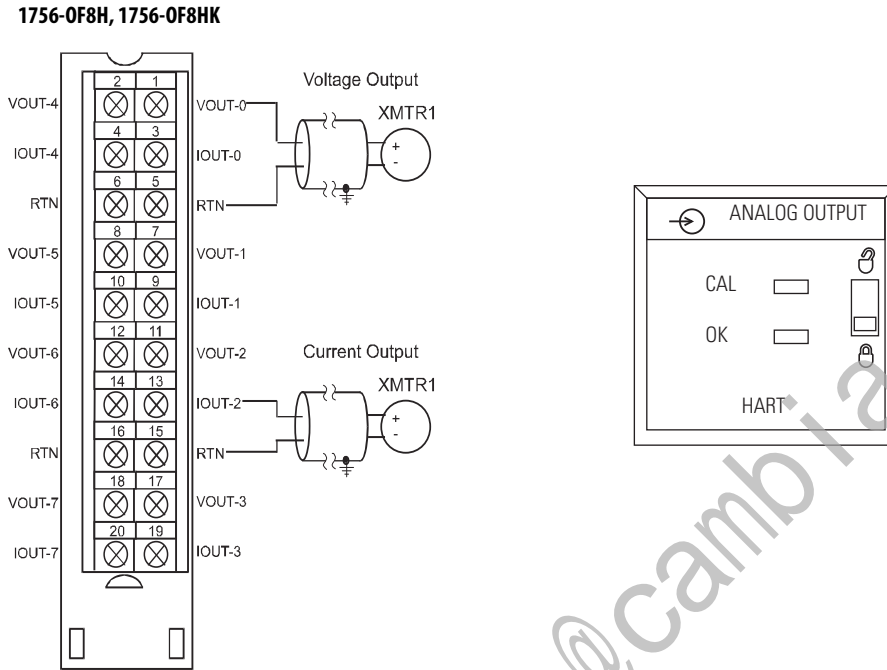 1756-OF8H, 1756-OF8HK
Voltage Output
2 1
VOUT-4 VOUT-0 XMTR1
+
-
4 3
IOUT-4 IOUT-0
6 5
RTN RTN
8 7
VOUT-5 VOUT-1
10 9
IOUT-5 IOUT-1
12 11
VOUT-6 VOUT-2
Current Output
14 13
IOUT-6 IOUT-2 XMTR1
+
-
16 15
RTN RTN
18 17
VOUT-7 VOUT-3
20 19
IOUT-7 IOUT-3
ANALOG OUTPUT
CAL
OK
HART
@cambia